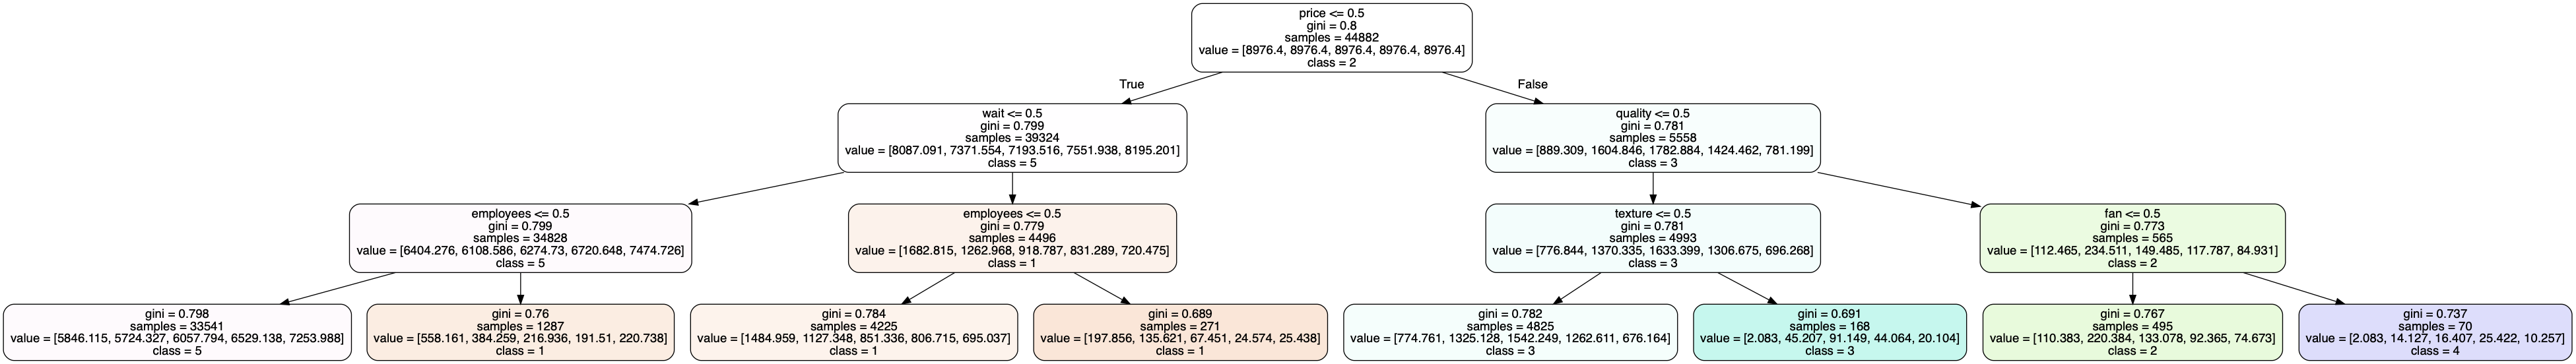 price <= 0.5
gini = 0.8
samples = 44882
value = [8976.4, 8976.4, 8976.4, 8976.4, 8976.4]
class = 2
True
False
wait <= 0.5
gini = 0.799
samples = 39324
value = [8087.091, 7371.554, 7193.516, 7551.938, 8195.201]
class = 5
quality <= 0.5
gini = 0.781
samples = 5558
value = [889.309, 1604.846, 1782.884, 1424.462, 781.199]
class = 3
employees <= 0.5
gini = 0.799
samples = 34828
value = [6404.276, 6108.586, 6274.73, 6720.648, 7474.726]
class = 5
employees <= 0.5
gini = 0.779
samples = 4496
value = [1682.815, 1262.968, 918.787, 831.289, 720.475]
class = 1
texture <= 0.5
gini = 0.781
samples = 4993
value = [776.844, 1370.335, 1633.399, 1306.675, 696.268]
class = 3
fan <= 0.5
gini = 0.773
samples = 565
value = [112.465, 234.511, 149.485, 117.787, 84.931]
class = 2
gini = 0.798
samples = 33541
value = [5846.115, 5724.327, 6057.794, 6529.138, 7253.988]
class = 5
gini = 0.76
samples = 1287
value = [558.161, 384.259, 216.936, 191.51, 220.738]
class = 1
gini = 0.784
samples = 4225
value = [1484.959, 1127.348, 851.336, 806.715, 695.037]
class = 1
gini = 0.689
samples = 271
value = [197.856, 135.621, 67.451, 24.574, 25.438]
class = 1
gini = 0.782
samples = 4825
value = [774.761, 1325.128, 1542.249, 1262.611, 676.164]
class = 3
gini = 0.691
samples = 168
value = [2.083, 45.207, 91.149, 44.064, 20.104]
class = 3
gini = 0.767
samples = 495
value = [110.383, 220.384, 133.078, 92.365, 74.673]
class = 2
gini = 0.737
samples = 70
value = [2.083, 14.127, 16.407, 25.422, 10.257]
class = 4